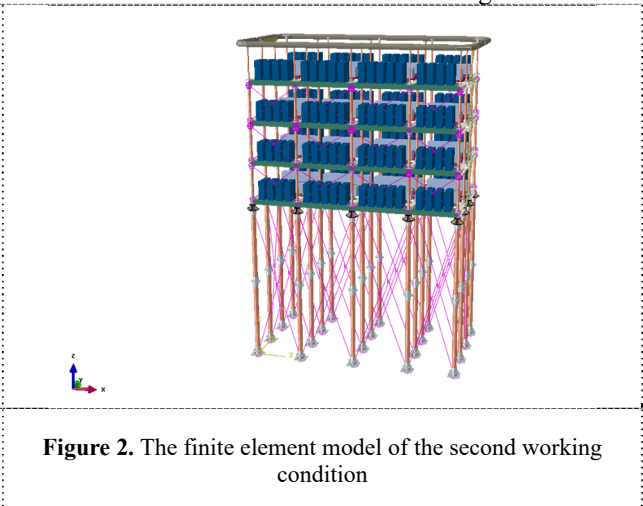 z
Y
x
X
Figure 2. The finite element model of the second working
condition